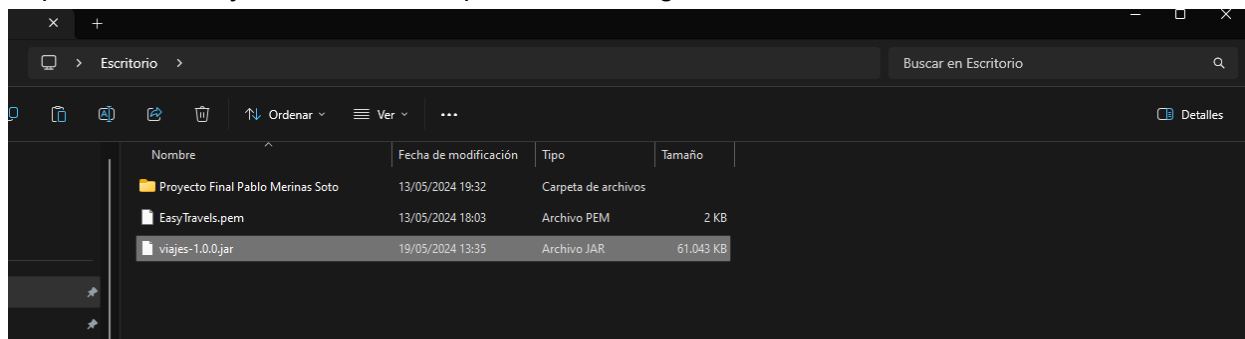 Escritorio
Buscar en Escritorio
Ordenar
Ver
Detalles
Nombre Fecha de modificación Tipo Tamaño
Proyecto Final Pablo Merinas Soto 13/05/2024 19:32 Carpeta de archivos
EasyTravels.pem 13/05/2024 18:03 Archivo PEM 2 KB
viajes-1.0.0.jar 19/05/2024 13:35 Archivo JAR 61.043 KB